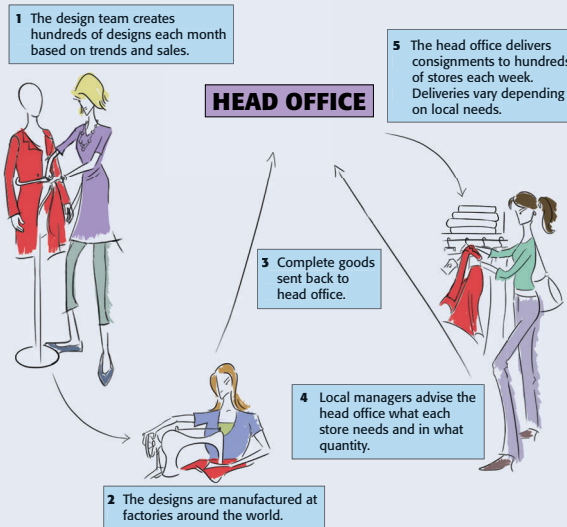 1 The design team creates
hundreds of designs each month
based on trends and sales.
HEAD OFFICE
5 The head office delivers
consignments to hundreds
of stores each week.
Deliveries vary depending
on local needs.
3 Complete goods
sent back to
head office.
4 Local managers advise the
head office what each
store needs and in what
quantity.
2 The designs are manufactured at
factories around the world.